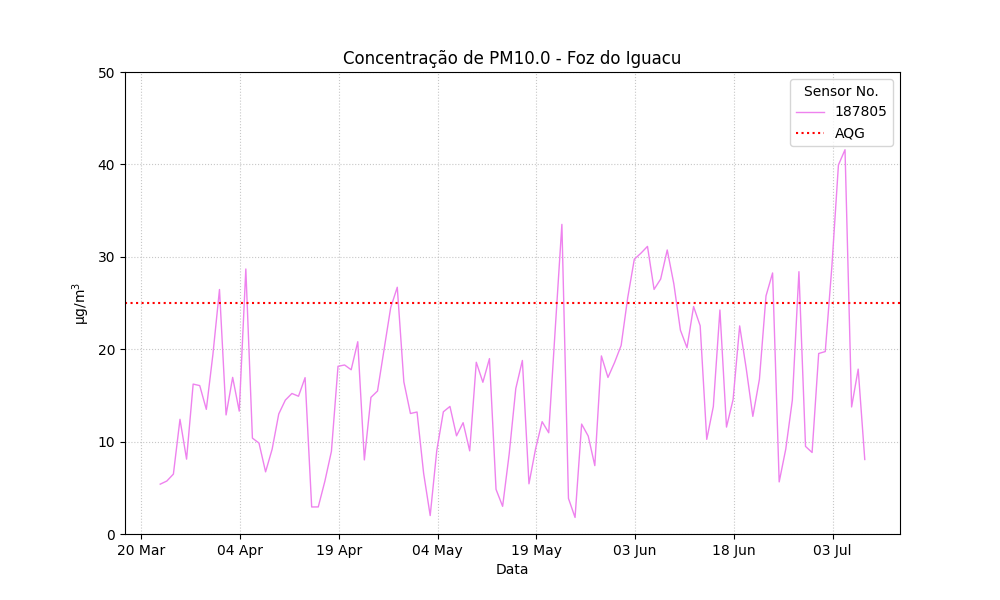 Concentração de PM10.0 - Foz do Iguacu
50
40
30
20
10
0
µg/m³
Sensor No.
187805
AQG
20 Mar
04 Apr
19 Apr
04 May
19 May
03 Jun
18 Jun
03 Jul
Data